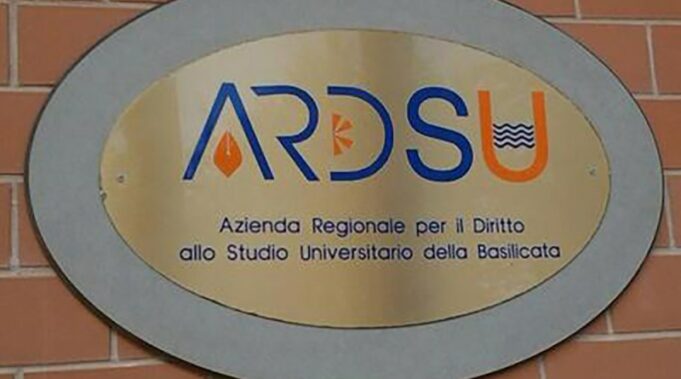 ARDSU
Azienda Regionale per il Diritto
allo Studio Universitario della Basilicata